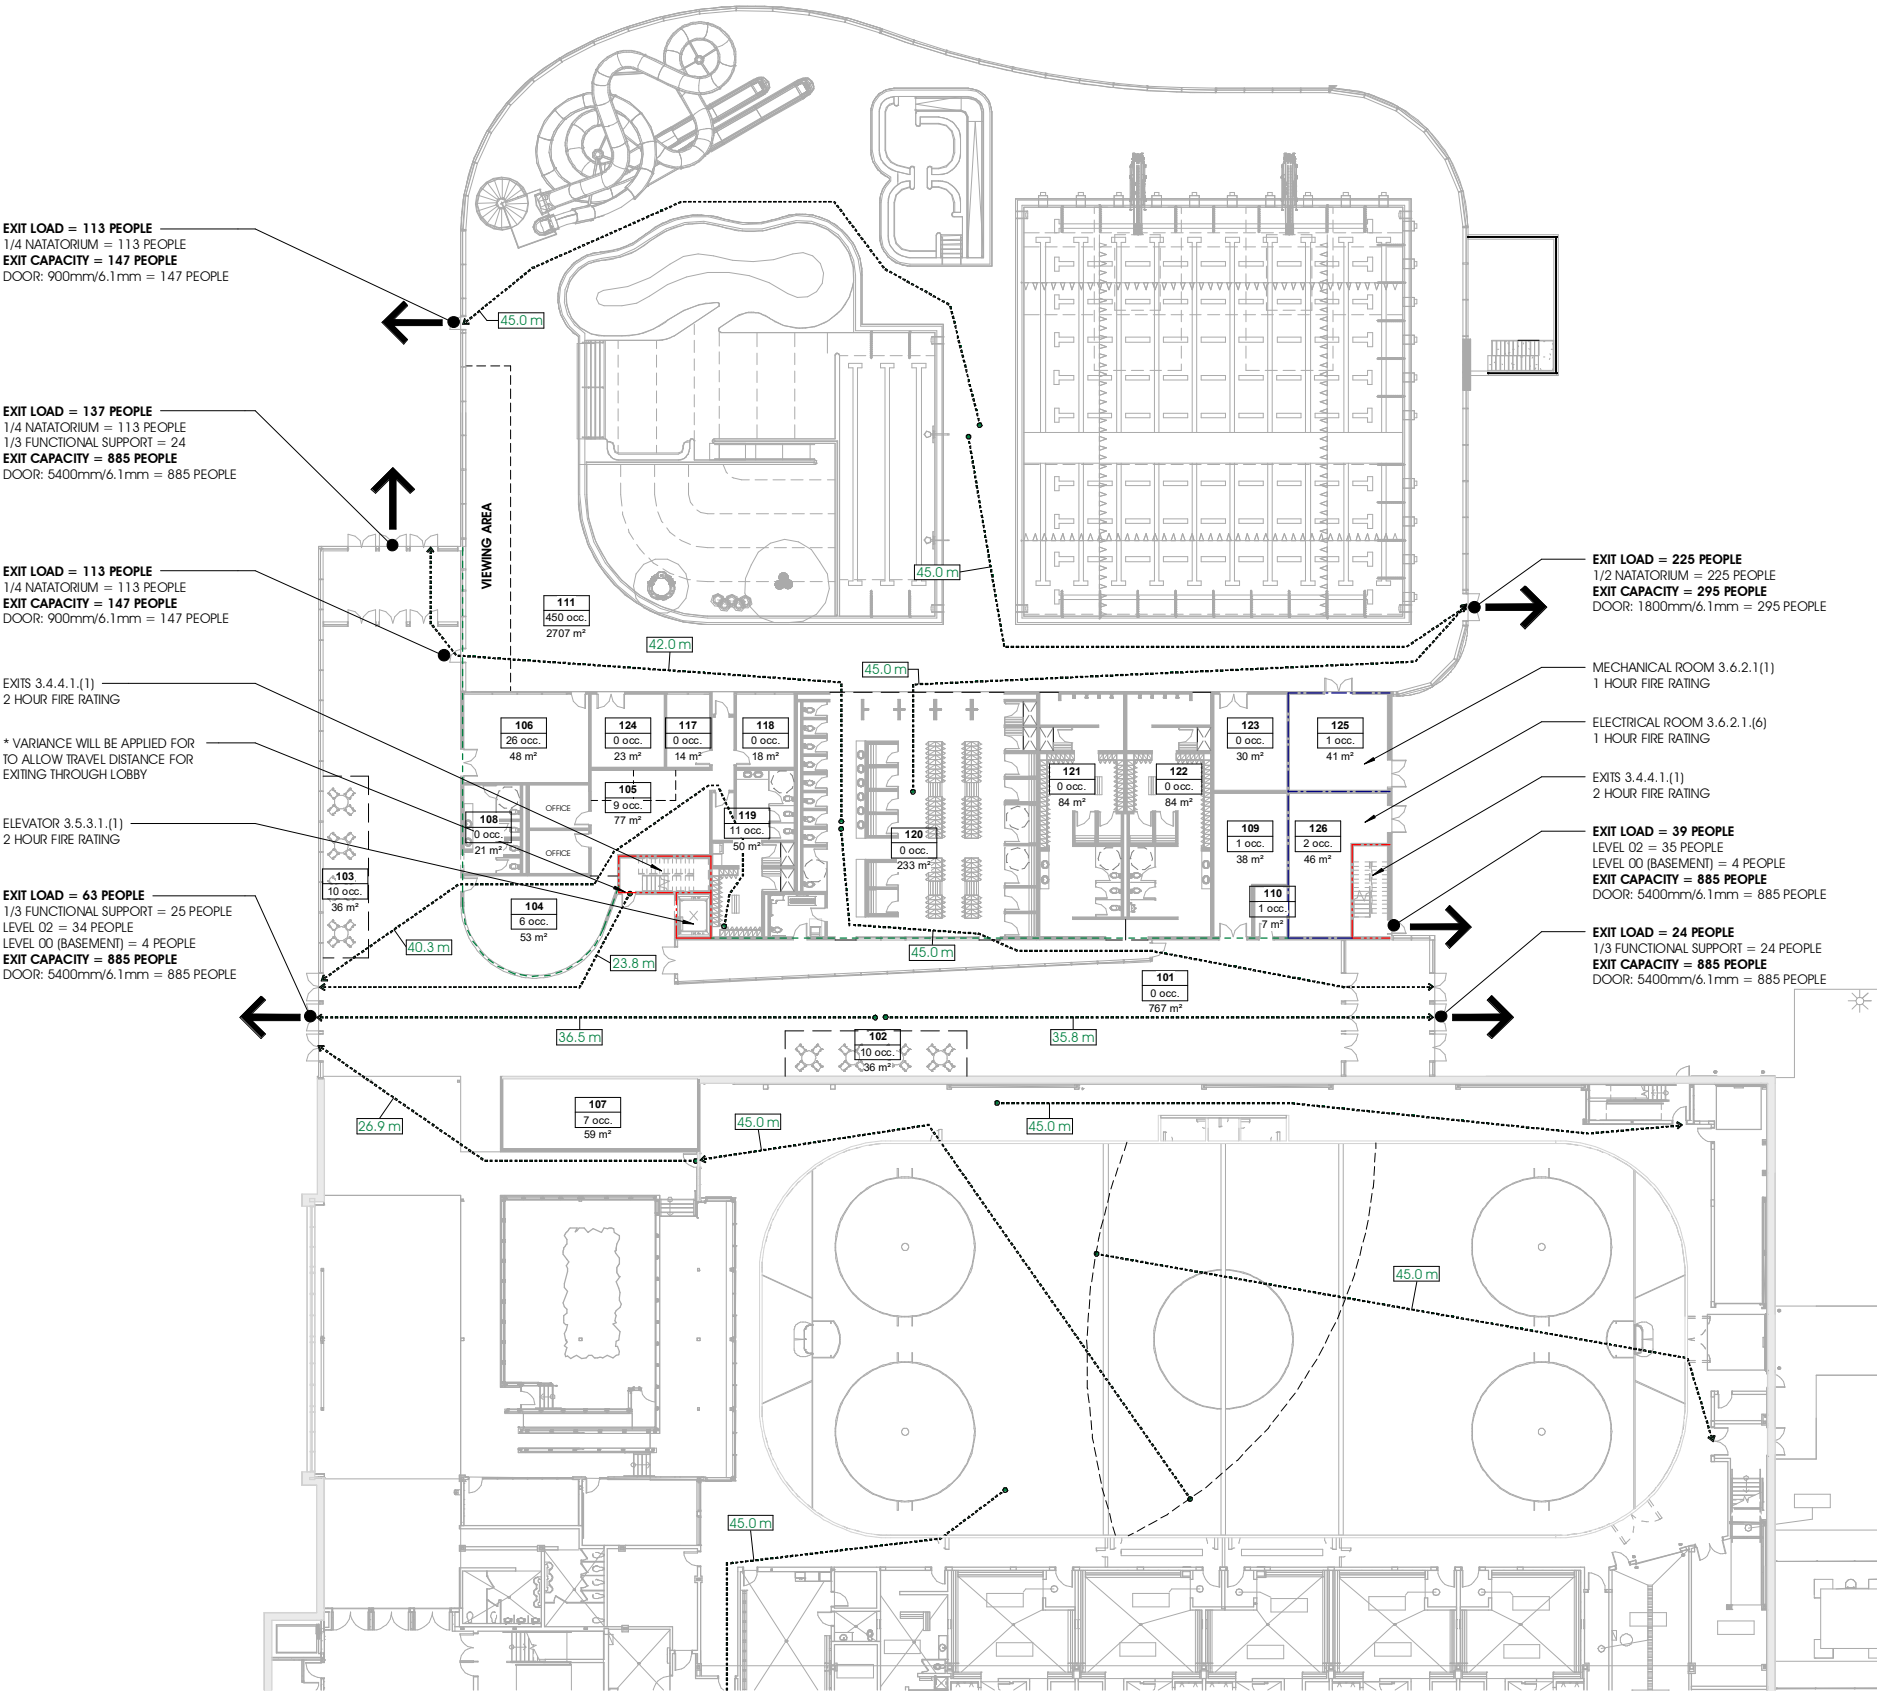 EXIT LOAD = 113 PEOPLE
1/4 NATATORIUM = 113 PEOPLE
EXIT CAPACITY = 147 PEOPLE
DOOR: 900mm/6.1mm = 147 PEOPLE
45.0 m
EXIT LOAD = 137 PEOPLE
1/4 NATATORIUM = 113 PEOPLE
1/3 FUNCTIONAL SUPPORT = 24
EXIT CAPACITY = 885 PEOPLE
DOOR: 5400mm/6.1mm = 885 PEOPLE
VIEWING AREA
EXIT LOAD = 113 PEOPLE
1/4 NATATORIUM = 113 PEOPLE
EXIT CAPACITY = 147 PEOPLE
DOOR: 900mm/6.1mm = 147 PEOPLE
EXITS 3.4.4.1.(1)
2 HOUR FIRE RATING
* VARIANCE WILL BE APPLIED FOR
TO ALLOW TRAVEL DISTANCE FOR
EXITING THROUGH LOBBY
ELEVATOR 3.5.3.1.(1)
2 HOUR FIRE RATING
EXIT LOAD = 63 PEOPLE
1/3 FUNCTIONAL SUPPORT = 25 PEOPLE
LEVEL 02 = 34 PEOPLE
LEVEL 00 (BASEMENT) = 4 PEOPLE
EXIT CAPACITY = 885 PEOPLE
DOOR: 5400mm/6.1mm = 885 PEOPLE
111
450 occ.
2707 m²
45.0 m
42.0 m
45.0 m
106
26 occ.
48 m²
124
0 occ.
23 m²
117
0 occ.
14 m²
118
0 occ.
18 m²
105
9 occ.
77 m²
OFFICE
OFFICE
108
0 occ.
21 m²
119
11 occ.
50 m²
120
0 occ.
233 m²
121
0 occ.
84 m²
122
0 occ.
84 m²
123
0 occ.
30 m²
125
1 occ.
41 m²
109
1 occ.
38 m²
126
2 occ.
46 m²
110
1 occ.
7 m²
103
10 occ.
36 m²
104
6 occ.
53 m²
40.3 m
23.8 m
45.0 m
101
0 occ.
767 m²
36.5 m
35.8 m
102
10 occ.
36 m²
107
7 occ.
59 m²
26.9 m
45.0 m
45.0 m
45.0 m
45.0 m
EXIT LOAD = 225 PEOPLE
1/2 NATATORIUM = 225 PEOPLE
EXIT CAPACITY = 295 PEOPLE
DOOR: 1800mm/6.1mm = 295 PEOPLE
MECHANICAL ROOM 3.6.2.1(1)
1 HOUR FIRE RATING
ELECTRICAL ROOM 3.6.2.1.(6)
1 HOUR FIRE RATING
EXITS 3.4.4.1.(1)
2 HOUR FIRE RATING
EXIT LOAD = 39 PEOPLE
LEVEL 02 = 35 PEOPLE
LEVEL 00 (BASEMENT) = 4 PEOPLE
EXIT CAPACITY = 885 PEOPLE
DOOR: 5400mm/6.1mm = 885 PEOPLE
EXIT LOAD = 24 PEOPLE
1/3 FUNCTIONAL SUPPORT = 24 PEOPLE
EXIT CAPACITY = 885 PEOPLE
DOOR: 5400mm/6.1mm = 885 PEOPLE